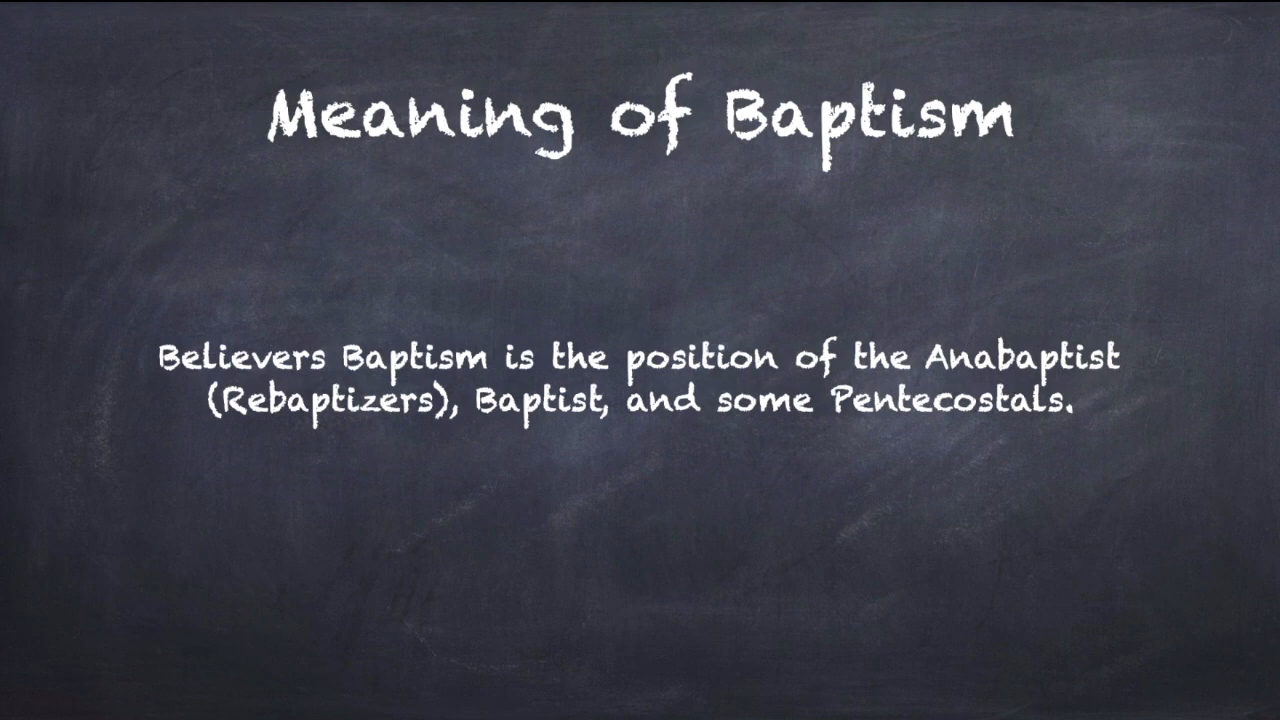 Meaning of Baptism
Believers Baptism is the position of the Anabaptist
(Rebaptizers), Baptist, and some Pentecostals.